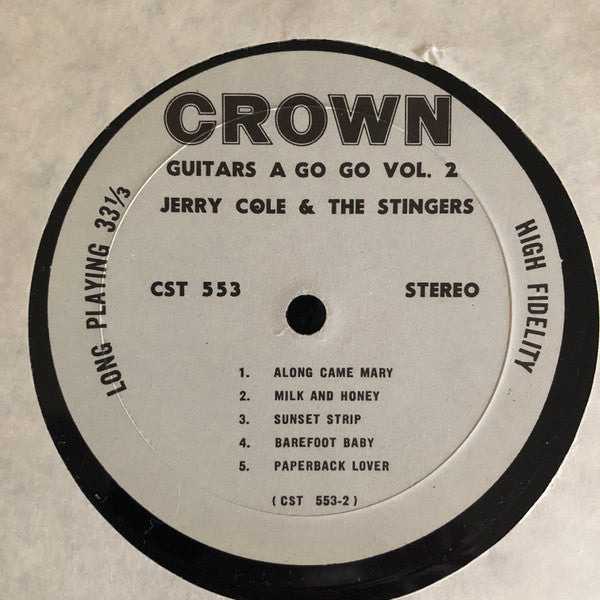 CROWN
GUITARS A GO GO VOL. 2
JERRY COLE & THE STINGERS
LONG PLAYING 33⅓
HIGH FIDELITY
CST 553
STEREO
1. ALONG CAME MARY
2. MILK AND HONEY
3. SUNSET STRIP
4. BAREFOOT BABY
5. PAPERBACK LOVER
(CST 553-2)